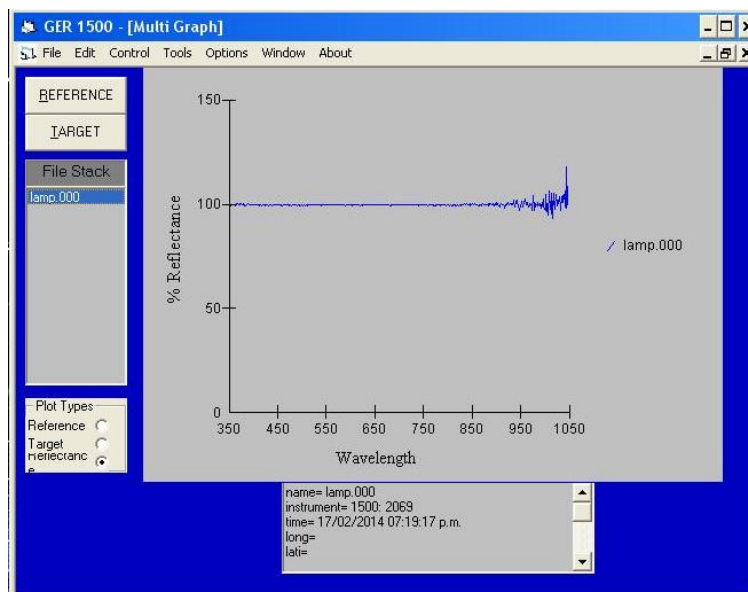 GER 1500 - [Multi Graph]
File Edit Control Tools Options Window About
REFERENCE
TARGET
File Stack
lamp.000
Plot Types
Reference
Target
Reflectanc
e
150
100
50
0
% Reflectance
350 450 550 650 750 850 950 1050
Wavelength
lamp.000
name= lamp.000
instrument= 1500: 2069
time= 17/02/2014 07:19:17 p.m.
long=
lati=